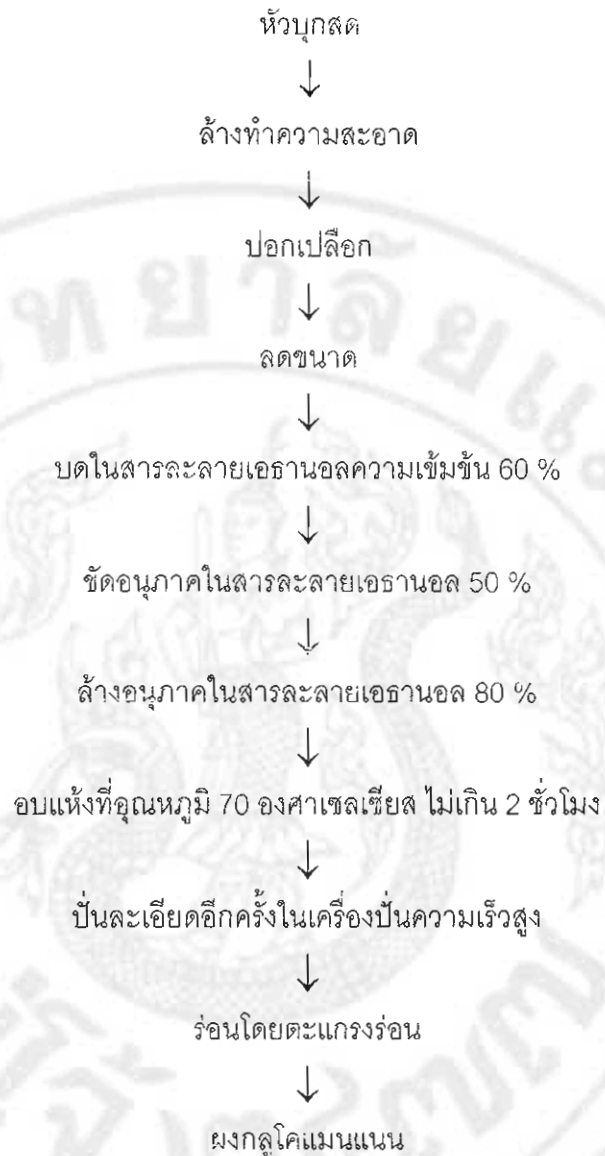 หัวบุกสด
↓
ล้างทำความสะอาด
↓
ปอกเปลือก
↓
ลดขนาด
↓
บดในสารละลายเอธานอลความเข้มข้น 60 %
↓
ขัดอนุภาคในสารละลายเอธานอล 50 %
↓
ล้างอนุภาคในสารละลายเอธานอล 80 %
↓
อบแห้งที่อุณหภูมิ 70 องศาเซลเซียส ไม่เกิน 2 ชั่วโมง
↓
ปั่นละเอียดอีกครั้งในเครื่องปั่นความเร็วสูง
↓
ร่อนโดยตะแกรงร่อน
↓
ผงกลูโคแมนแนน